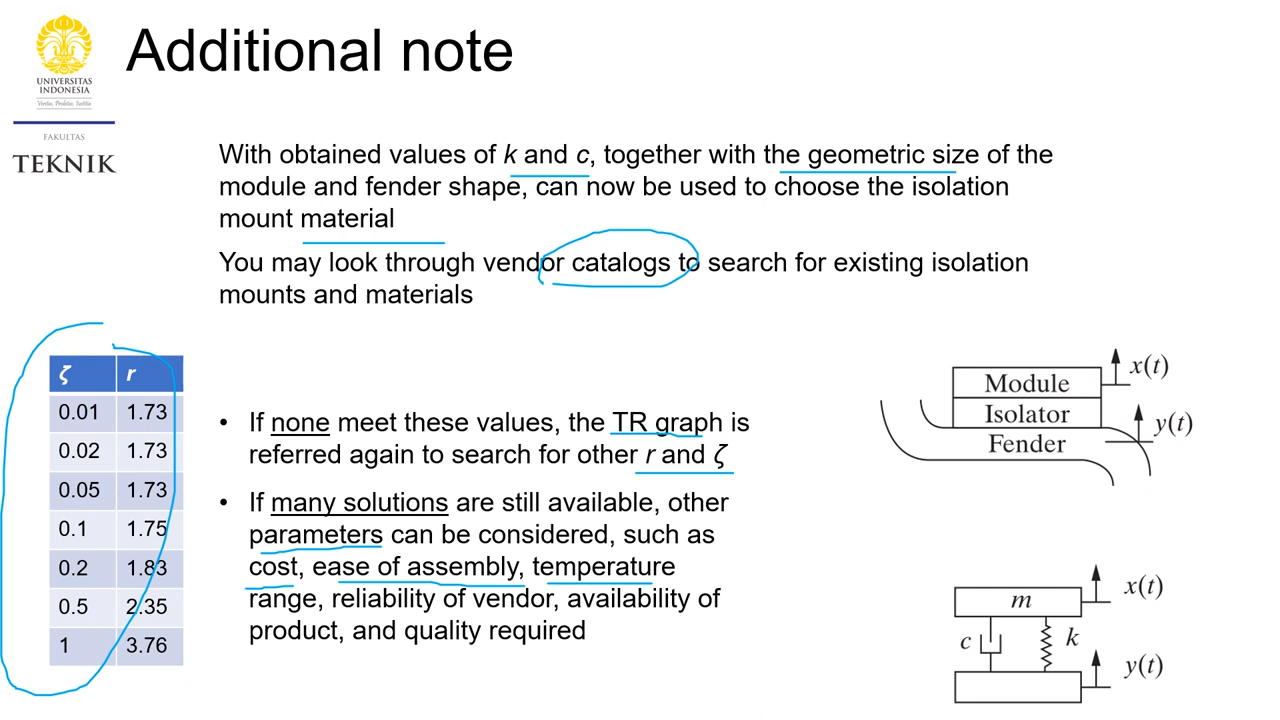 Additional note
UNIVERSITAS
INDONESIA
Veritas, Probitas, Iustitia
FAKULTAS
TEKNIK
With obtained values of k and c, together with the geometric size of the
module and fender shape, can now be used to choose the isolation
mount material
You may look through vendor catalogs to search for existing isolation
mounts and materials
ζ r
0.01 1.73
0.02 1.73
0.05 1.73
0.1 1.75
0.2 1.83
0.5 2.35
1 3.76
• If none meet these values, the TR graph is
referred again to search for other r and ζ
• If many solutions are still available, other
parameters can be considered, such as
cost, ease of assembly, temperature
range, reliability of vendor, availability of
product, and quality required
x(t)
Module
Isolator
y(t)
Fender
x(t)
m
c k
y(t)